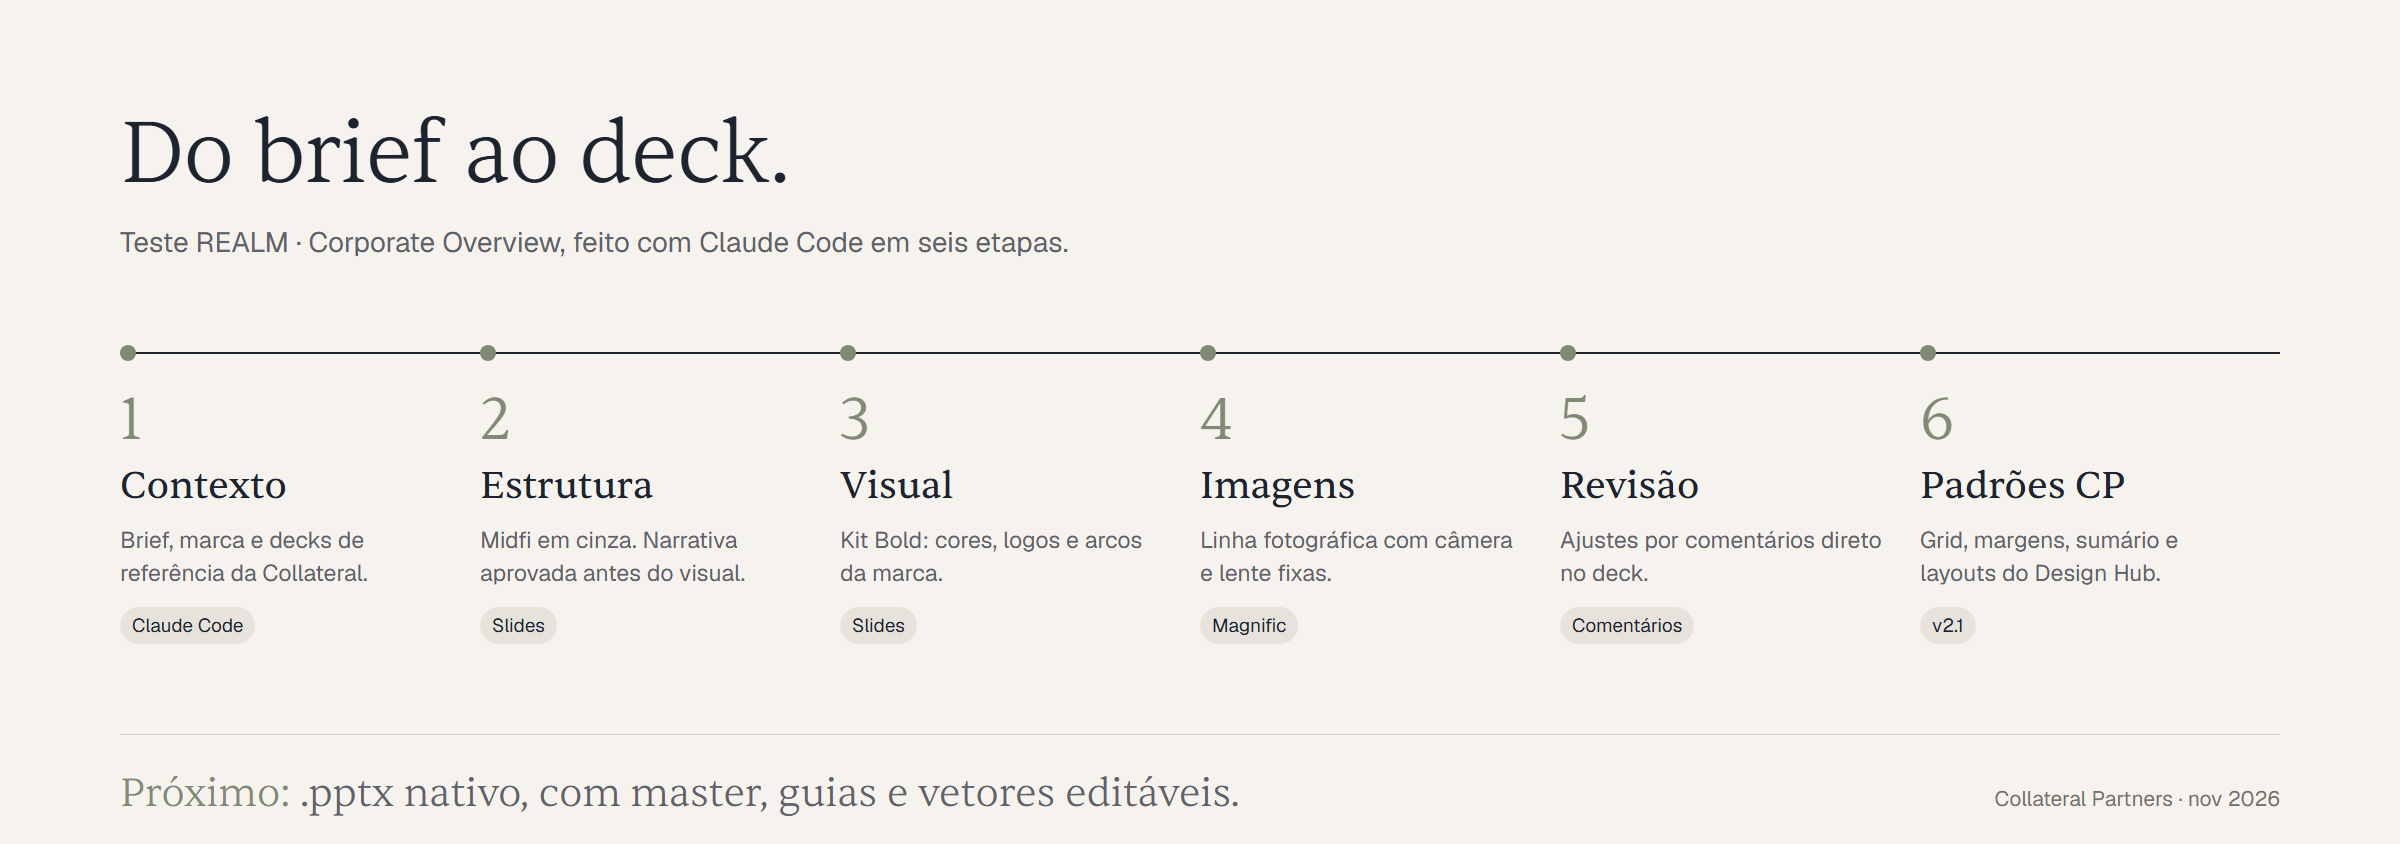 Do brief ao deck.
Teste REALM · Corporate Overview, feito com Claude Code em seis etapas.
1
Contexto
Brief, marca e decks de
referência da Collateral.
Claude Code
2
Estrutura
Midfi em cinza. Narrativa
aprovada antes do visual.
Slides
3
Visual
Kit Bold: cores, logos e arcos
da marca.
Slides
4
Imagens
Linha fotográfica com câmera
e lente fixas.
Magnific
5
Revisão
Ajustes por comentários direto
no deck.
Comentários
6
Padrões CP
Grid, margens, sumário e
layouts do Design Hub.
v2.1
Próximo: .pptx nativo, com master, guias e vetores editáveis.
Collateral Partners · nov 2026